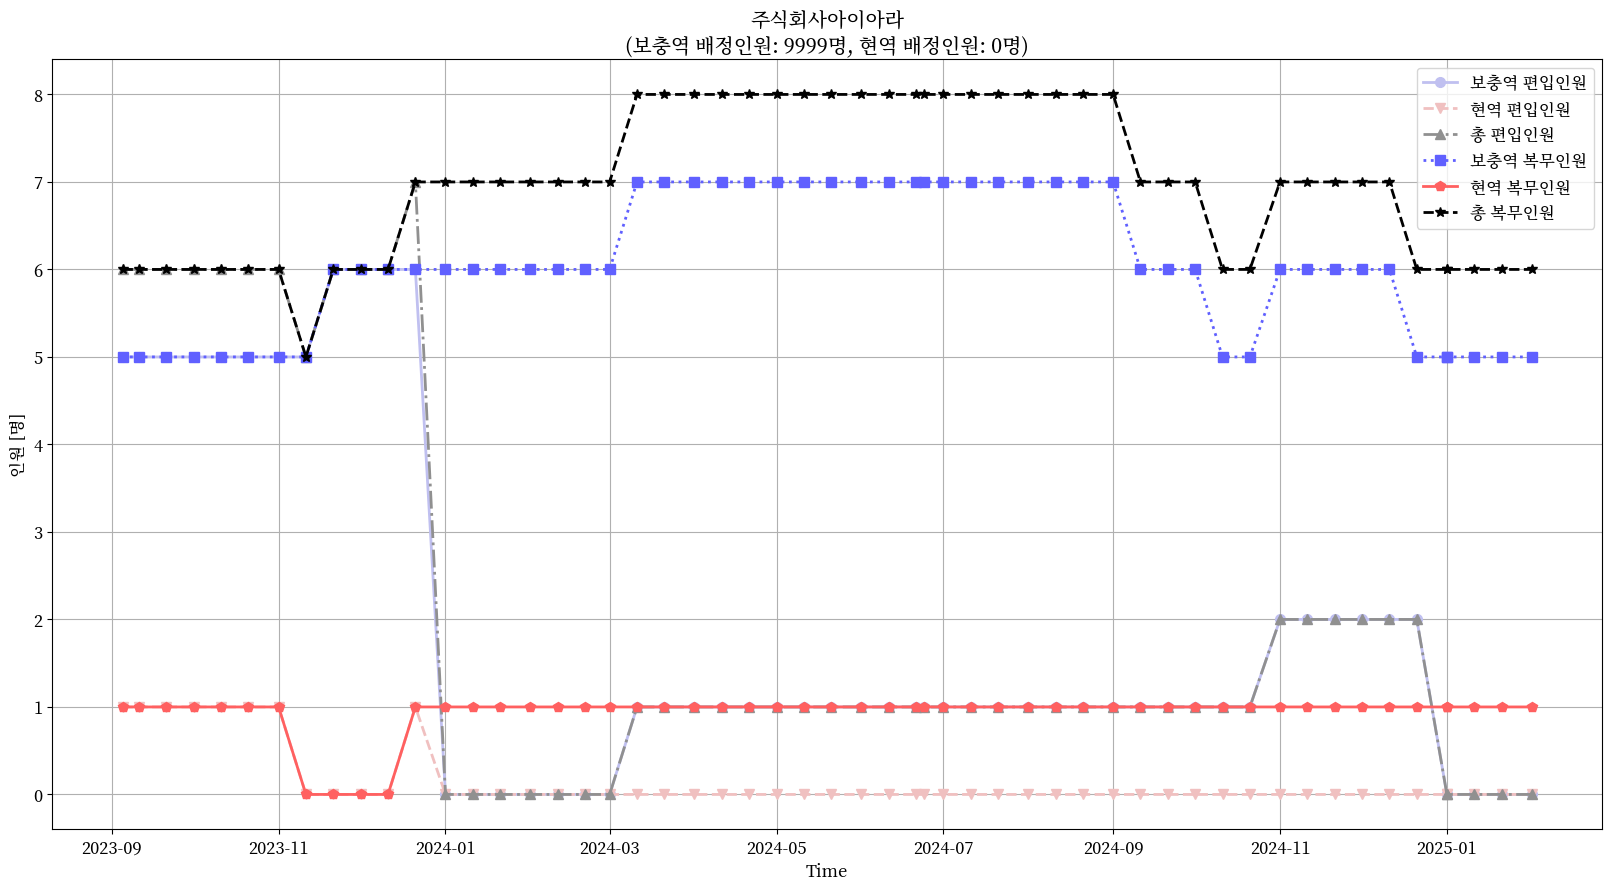 주식회사아이아라
(보충역 배정인원: 9999명, 현역 배정인원: 0명)
보충역 편입인원
현역 편입인원
총 편입인원
보충역 복무인원
현역 복무인원
총 복무인원
인원 [명]
8
7
6
5
4
3
2
1
0
2023-09
2023-11
2024-01
2024-03
2024-05
2024-07
2024-09
2024-11
2025-01
Time